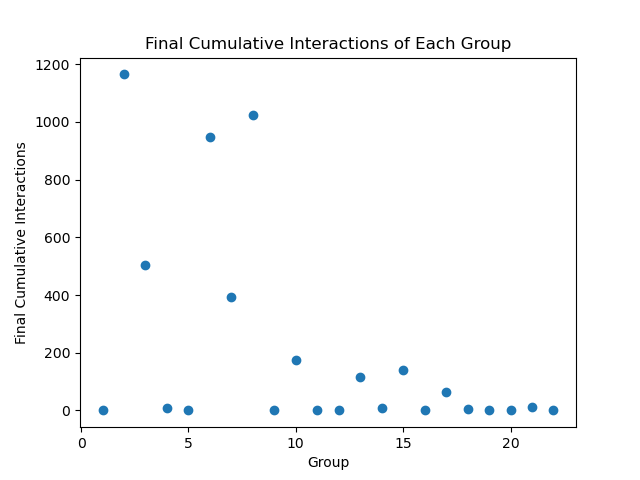 Final Cumulative Interactions of Each Group
Final Cumulative Interactions
1200
1000
800
600
400
200
0
0 5 10 15 20
Group